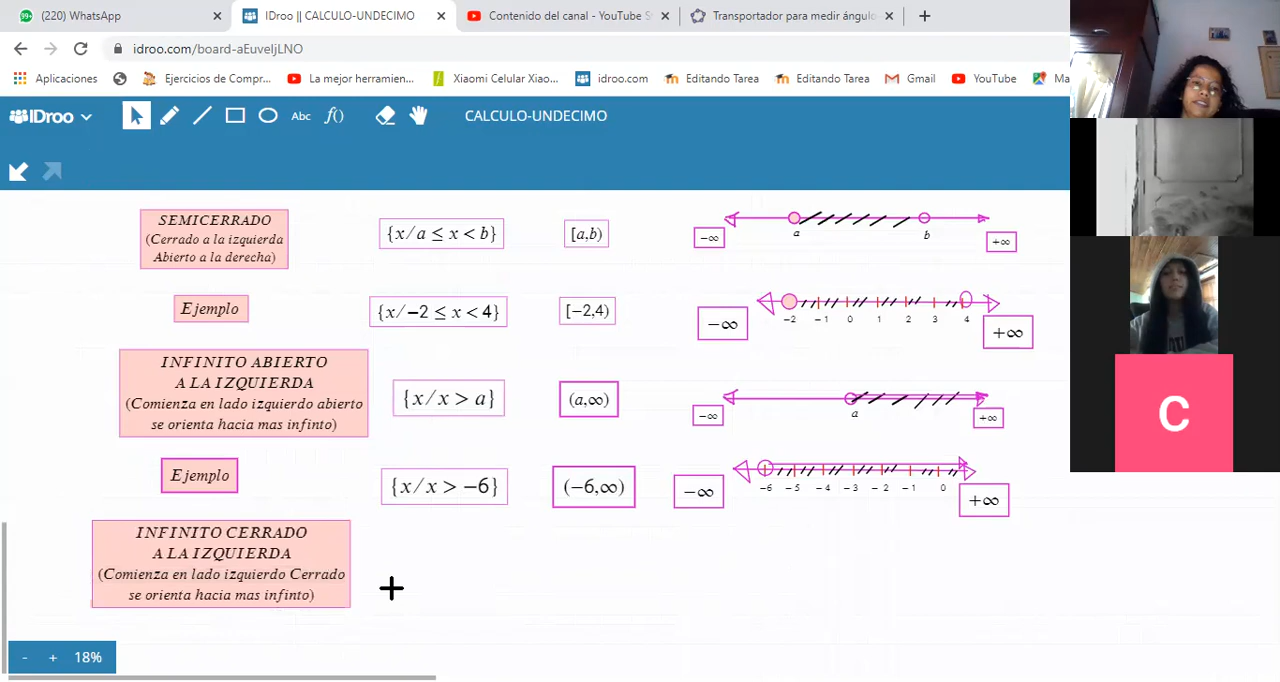 (220) WhatsApp
IDroo || CALCULO-UNDECIMO
Contenido del canal - YouTube S
Transportador para medir ángulo
idroo.com/board-aEuveIjLNO
Aplicaciones
Ejercicios de Compr...
La mejor herramien...
Xiaomi Celular Xiao...
idroo.com
Editando Tarea
Editando Tarea
Gmail
YouTube
Ma
IDroo
Abc
f()
CALCULO-UNDECIMO
SEMICERRADO
(Cerrado a la izquierda
Abierto a la derecha)
{x/a ≤ x < b}
[a,b)
−∞
a
b
+∞
Ejemplo
{x/−2 ≤ x < 4}
[−2,4)
−∞
−2 −1 0 1 2 3 4
+∞
INFINITO ABIERTO
A LA IZQUIERDA
(Comienza en lado izquierdo abierto
se orienta hacia mas infinto)
{x/x > a}
(a,∞)
−∞
a
+∞
Ejemplo
{x/x > −6}
(−6,∞)
−∞
−6 −5 −4 −3 −2 −1 0
+∞
INFINITO CERRADO
A LA IZQUIERDA
(Comienza en lado izquierdo Cerrado
se orienta hacia mas infinto)
- + 18%
C